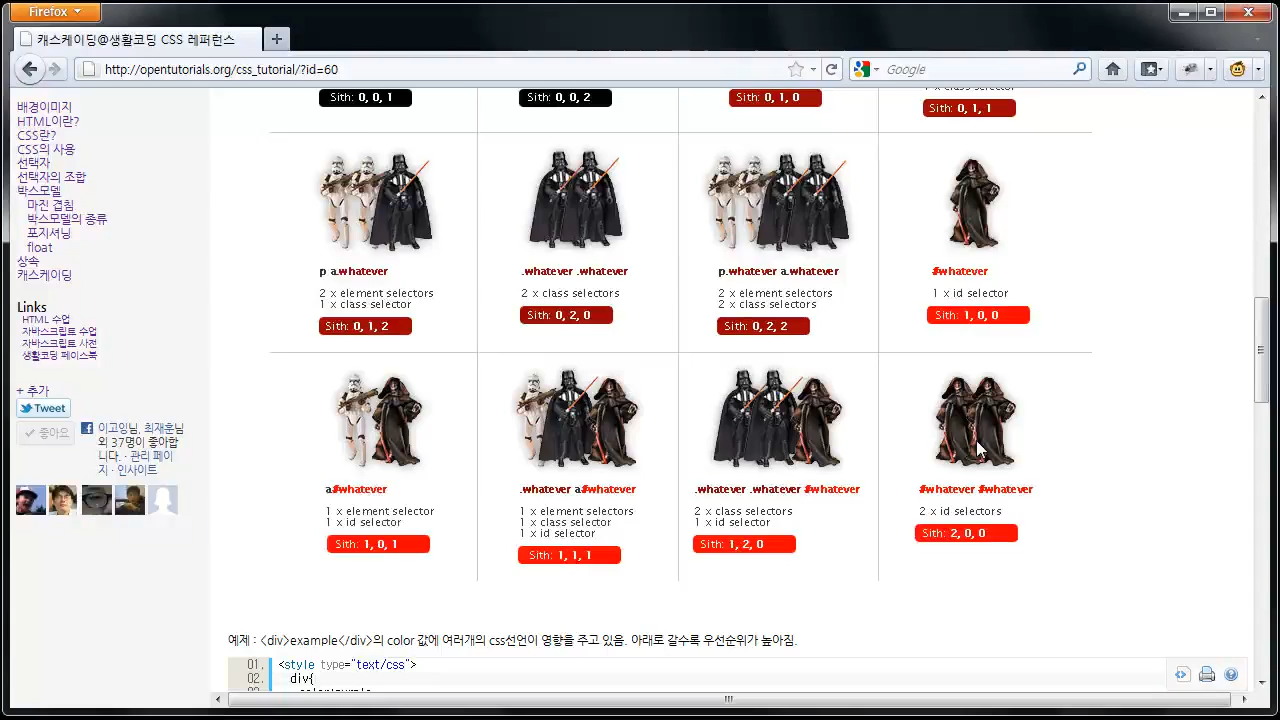 Firefox
캐스케이딩@생활코딩 CSS 레퍼런스
http://opentutorials.org/css_tutorial/?id=60
Google
배경이미지
HTML이란?
CSS란?
CSS의 사용
선택자
선택자의 조합
박스모델
마진 겹침
박스모델의 종류
포지셔닝
float
상속
캐스케이딩
Links
HTML 수업
자바스크립트 수업
자바스크립트 사전
생활코딩 페이스북
+ 추가
Tweet
좋아요
이고잉님, 최재훈님
외 37명이 좋아합
니다. · 관리 페이
지 · 인사이트
Sith: 0, 0, 1
Sith: 0, 0, 2
Sith: 0, 1, 0
Sith: 0, 1, 1
p a.whatever
2 x element selectors
1 x class selector
Sith: 0, 1, 2
.whatever .whatever
2 x class selectors
Sith: 0, 2, 0
p.whatever a.whatever
2 x element selectors
2 x class selectors
Sith: 0, 2, 2
#whatever
1 x id selector
Sith: 1, 0, 0
a#whatever
1 x element selector
1 x id selector
Sith: 1, 0, 1
.whatever a#whatever
1 x element selectors
1 x class selector
1 x id selector
Sith: 1, 1, 1
.whatever .whatever #whatever
2 x class selectors
1 x id selector
Sith: 1, 2, 0
#whatever #whatever
2 x id selectors
Sith: 2, 0, 0
예제 : <div>example</div>의 color 값에 여러개의 css선언이 영향을 주고 있음. 아래로 갈수록 우선순위가 높아짐.
01. <style type="text/css">
02. div{